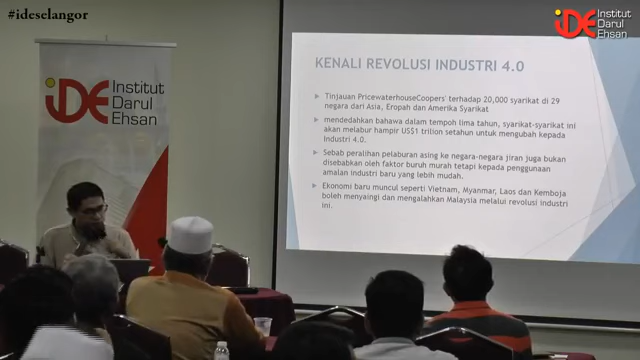 #ideselangor
iDE Institut
Darul
Ehsan
iDE Institut
Darul
Ehsan
KENALI REVOLUSI INDUSTRI 4.0
Tinjauan PricewaterhouseCoopers' terhadap 20,000 syarikat di 29
negara dari Asia, Eropah dan Amerika Syarikat
mendedahkan bahawa dalam tempoh lima tahun, syarikat-syarikat ini
akan melabur hampir US$1 trilion setahun untuk mengubah kepada
Industri 4.0.
Sebab peralihan pelaburan asing ke negara-negara jiran juga bukan
disebabkan oleh faktor buruh murah tetapi kepada penggunaan
amalan industri baru yang lebih mudah.
Ekonomi baru muncul seperti Vietnam, Myanmar, Laos dan Kemboja
boleh menyaingi dan mengalahkan Malaysia melalui revolusi industri
ini.